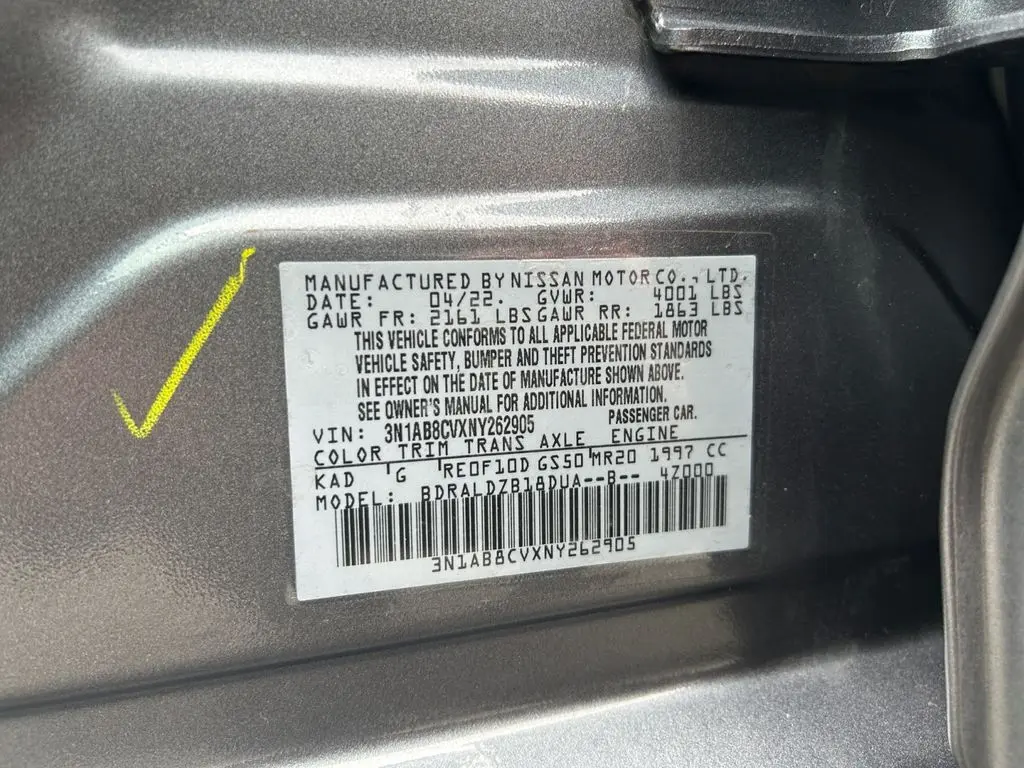 MANUFACTURED BY NISSAN MOTOR CO., LTD.
DATE: 04/22. GVWR: 4001 LBS
GAWR FR: 2161 LBS GAWR RR: 1863 LBS
THIS VEHICLE CONFORMS TO ALL APPLICABLE FEDERAL MOTOR
VEHICLE SAFETY, BUMPER AND THEFT PREVENTION STANDARDS
IN EFFECT ON THE DATE OF MANUFACTURE SHOWN ABOVE.
SEE OWNER'S MANUAL FOR ADDITIONAL INFORMATION.
VIN: 3N1AB8CVXNY262905 PASSENGER CAR.
COLOR TRIM TRANS AXLE ENGINE
KAD G RE0F10D GS50 MR20 1997 CC
MODEL: BDRALDZB18DUA--B-- 4Z000
3N1AB8CVXNY262905